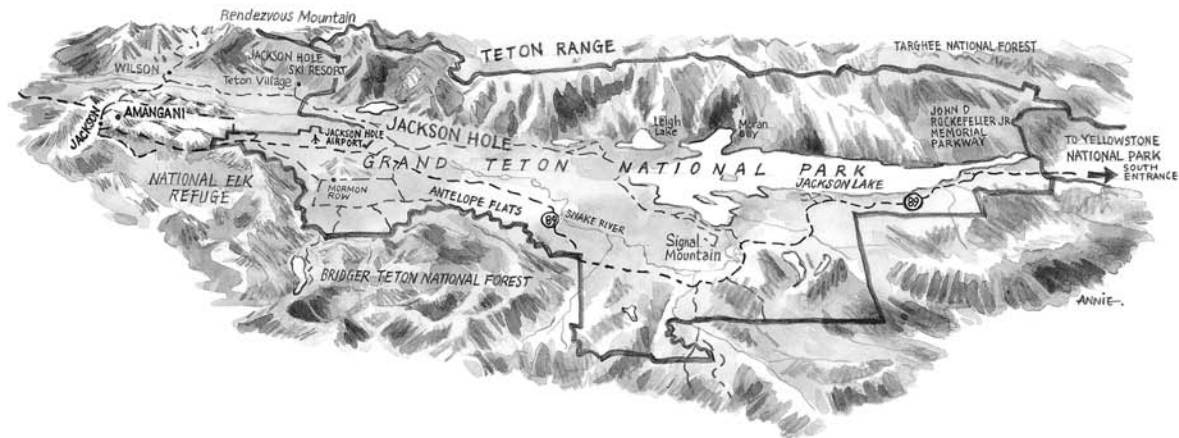 Rendezvous Mountain
TETON RANGE
TARGHEE NATIONAL FOREST
JACKSON HOLE
SKI RESORT
WILSON
Teton Village
JACKSON
AMANGANI
JACKSON HOLE
AIRPORT
JACKSON HOLE
Leigh
Lake
Moran
Bay
JOHN D
ROCKEFELLER JR
MEMORIAL
PARKWAY
TO YELLOWSTONE
NATIONAL PARK
SOUTH
ENTRANCE
GRAND TETON NATIONAL PARK
JACKSON LAKE
NATIONAL ELK
REFUGE
MORMON
ROW
ANTELOPE FLATS
89
SNAKE RIVER
89
Signal
Mountain
BRIDGER TETON NATIONAL FOREST
ANNIE